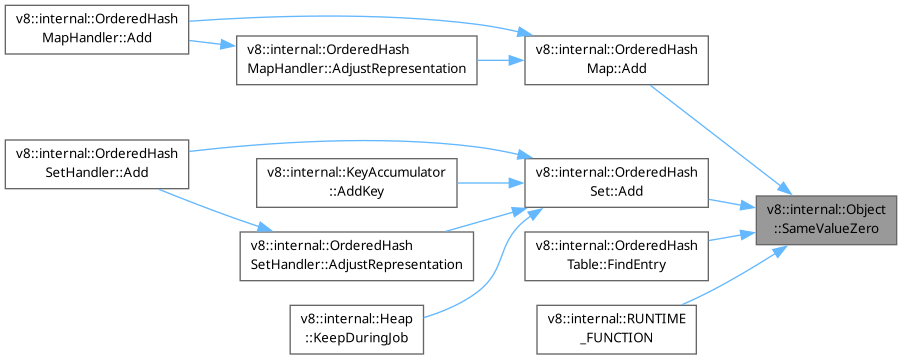 v8::internal::OrderedHash
MapHandler::Add
v8::internal::OrderedHash
MapHandler::AdjustRepresentation
v8::internal::OrderedHash
Map::Add
v8::internal::OrderedHash
SetHandler::Add
v8::internal::KeyAccumulator
::AddKey
v8::internal::OrderedHash
Set::Add
v8::internal::Object
::SameValueZero
v8::internal::OrderedHash
SetHandler::AdjustRepresentation
v8::internal::OrderedHash
Table::FindEntry
v8::internal::Heap
::KeepDuringJob
v8::internal::RUNTIME
_FUNCTION